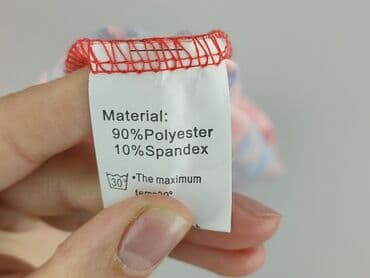 Material:
90%Polyester
10%Spandex
30°
•The maximum